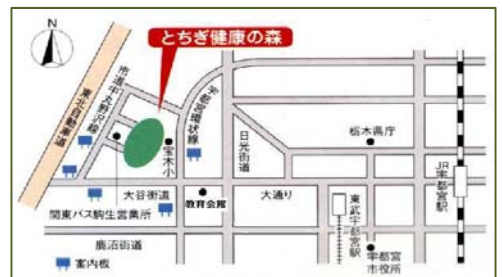 N
とちぎ健康の森
東北自動車道
市道中丸野沢線
宇都宮環状線
宝木小
日光街道
栃木県庁
JR宇都宮駅
大谷街道
教育会館
大通り
東武宇都宮駅
関東バス駒生営業所
鹿沼街道
宇都宮
市役所
案内板